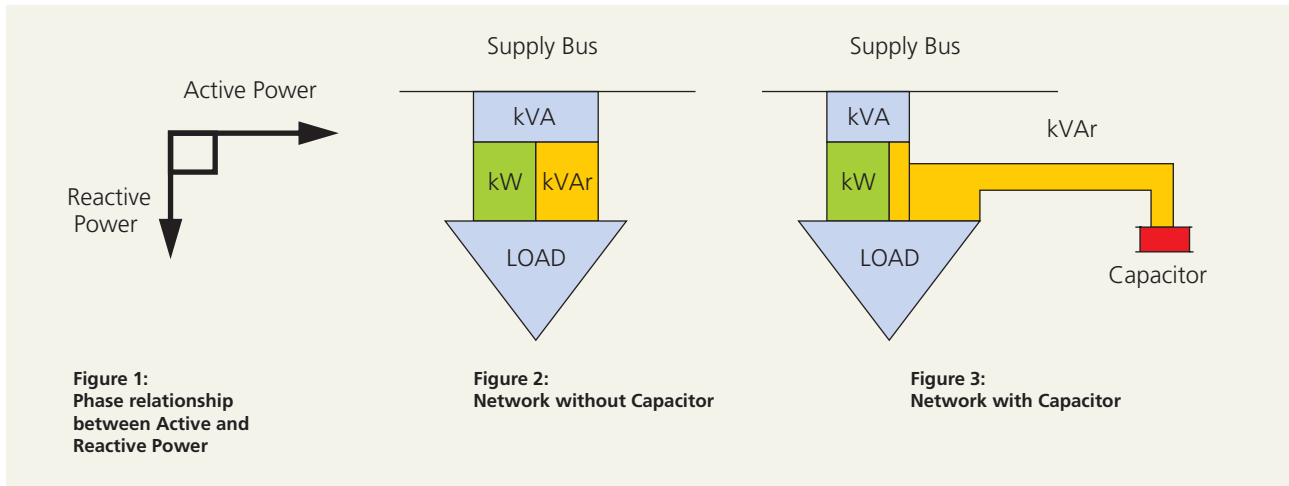 Active Power
Reactive
Power
Figure 1:
Phase relationship
between Active and
Reactive Power
Supply Bus
kVA
kW kVAr
LOAD
Figure 2:
Network without Capacitor
Supply Bus
kVA
kVAr
kW
LOAD
Capacitor
Figure 3:
Network with Capacitor